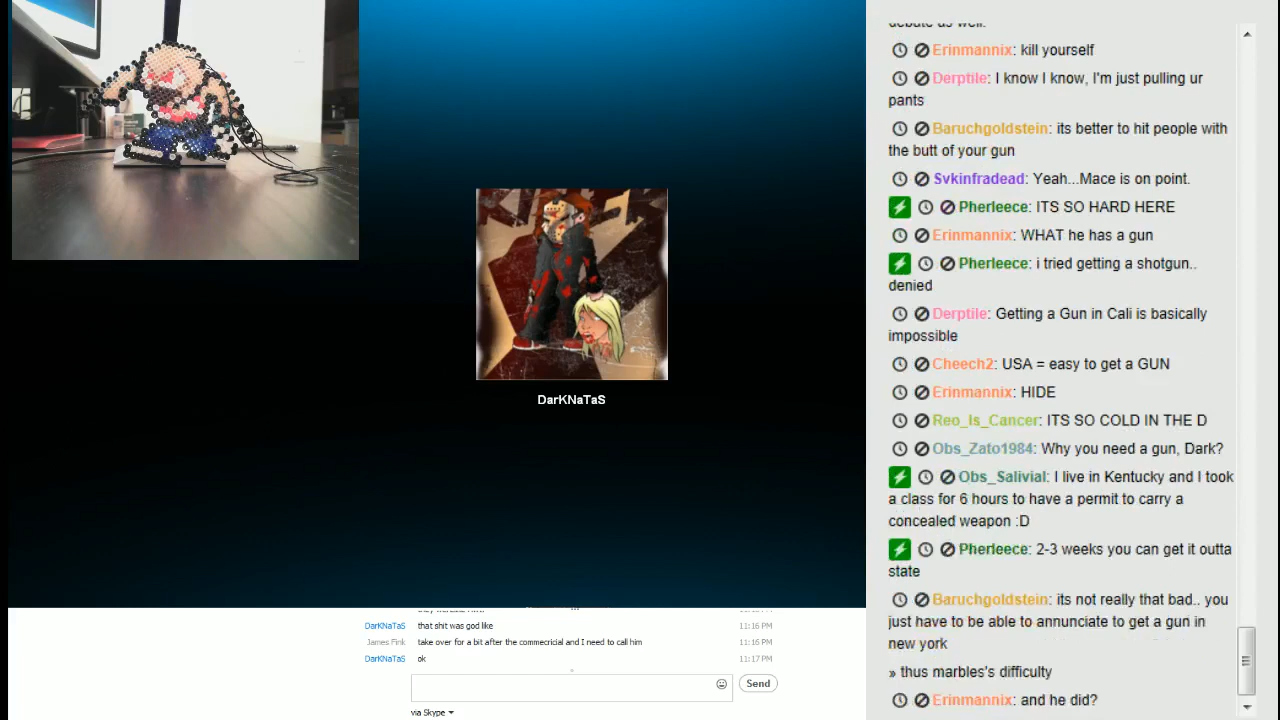 debate as well.
Erinmannix: kill yourself
Derptile: I know I know, I'm just pulling ur
pants
Baruchgoldstein: its better to hit people with
the butt of your gun
Svkinfradead: Yeah...Mace is on point.
Pherleece: ITS SO HARD HERE
Erinmannix: WHAT he has a gun
Pherleece: i tried getting a shotgun..
denied
Derptile: Getting a Gun in Cali is basically
impossible
Cheech2: USA = easy to get a GUN
Erinmannix: HIDE
Reo_Is_Cancer: ITS SO COLD IN THE D
Obs_Zato1984: Why you need a gun, Dark?
Obs_Salivial: I live in Kentucky and I took
a class for 6 hours to have a permit to carry a
concealed weapon :D
Pherleece: 2-3 weeks you can get it outta
state
Baruchgoldstein: its not really that bad.. you
just have to be able to annunciate to get a gun in
new york
» thus marbles's difficulty
Erinmannix: and he did?
DarKNaTaS
DarKNaTaS that shit was god like 11:16 PM
James Fink take over for a bit after the commecricial and I need to call him 11:16 PM
DarKNaTaS ok 11:17 PM
Send
via Skype